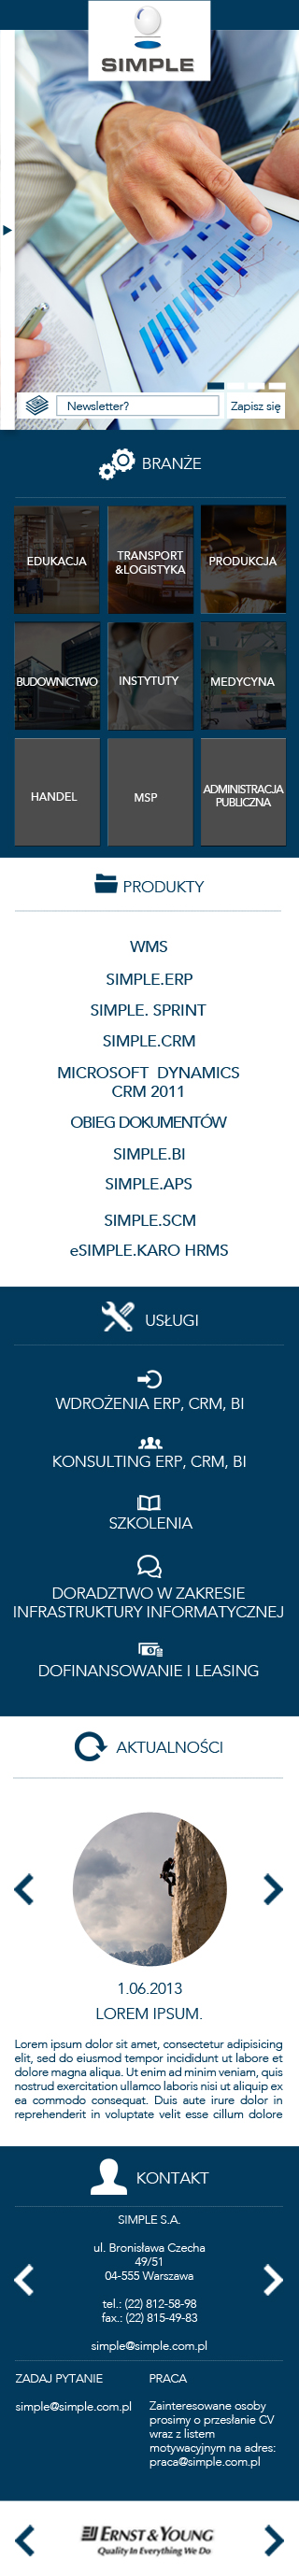 SIMPLE
Newsletter?
Zapisz się
BRANŻE
EDUKACJA
TRANSPORT
&LOGISTYKA
PRODUKCJA
BUDOWNICTWO
INSTYTUTY
MEDYCYNA
HANDEL
MSP
ADMINISTRACJA
PUBLICZNA
PRODUKTY
WMS
SIMPLE.ERP
SIMPLE. SPRINT
SIMPLE.CRM
MICROSOFT DYNAMICS
CRM 2011
OBIEG DOKUMENTÓW
SIMPLE.BI
SIMPLE.APS
SIMPLE.SCM
eSIMPLE.KARO HRMS
USŁUGI
WDROŻENIA ERP, CRM, BI
KONSULTING ERP, CRM, BI
SZKOLENIA
DORADZTWO W ZAKRESIE
INFRASTRUKTURY INFORMATYCZNEJ
DOFINANSOWANIE I LEASING
AKTUALNOŚCI
1.06.2013
LOREM IPSUM.
Lorem ipsum dolor sit amet, consectetur adipisicing
elit, sed do eiusmod tempor incididunt ut labore et
dolore magna aliqua. Ut enim ad minim veniam, quis
nostrud exercitation ullamco laboris nisi ut aliquip ex
ea commodo consequat. Duis aute irure dolor in
reprehenderit in voluptate velit esse cillum dolore
KONTAKT
SIMPLE S.A.
ul. Bronisława Czecha
49/51
04-555 Warszawa
tel.: (22) 812-58-98
fax.: (22) 815-49-83
simple@simple.com.pl
ZADAJ PYTANIE
simple@simple.com.pl
PRACA
Zainteresowane osoby
prosimy o przesłanie CV
wraz z listem
motywacyjnym na adres:
praca@simple.com.pl
ERNST & YOUNG
Quality In Everything We Do